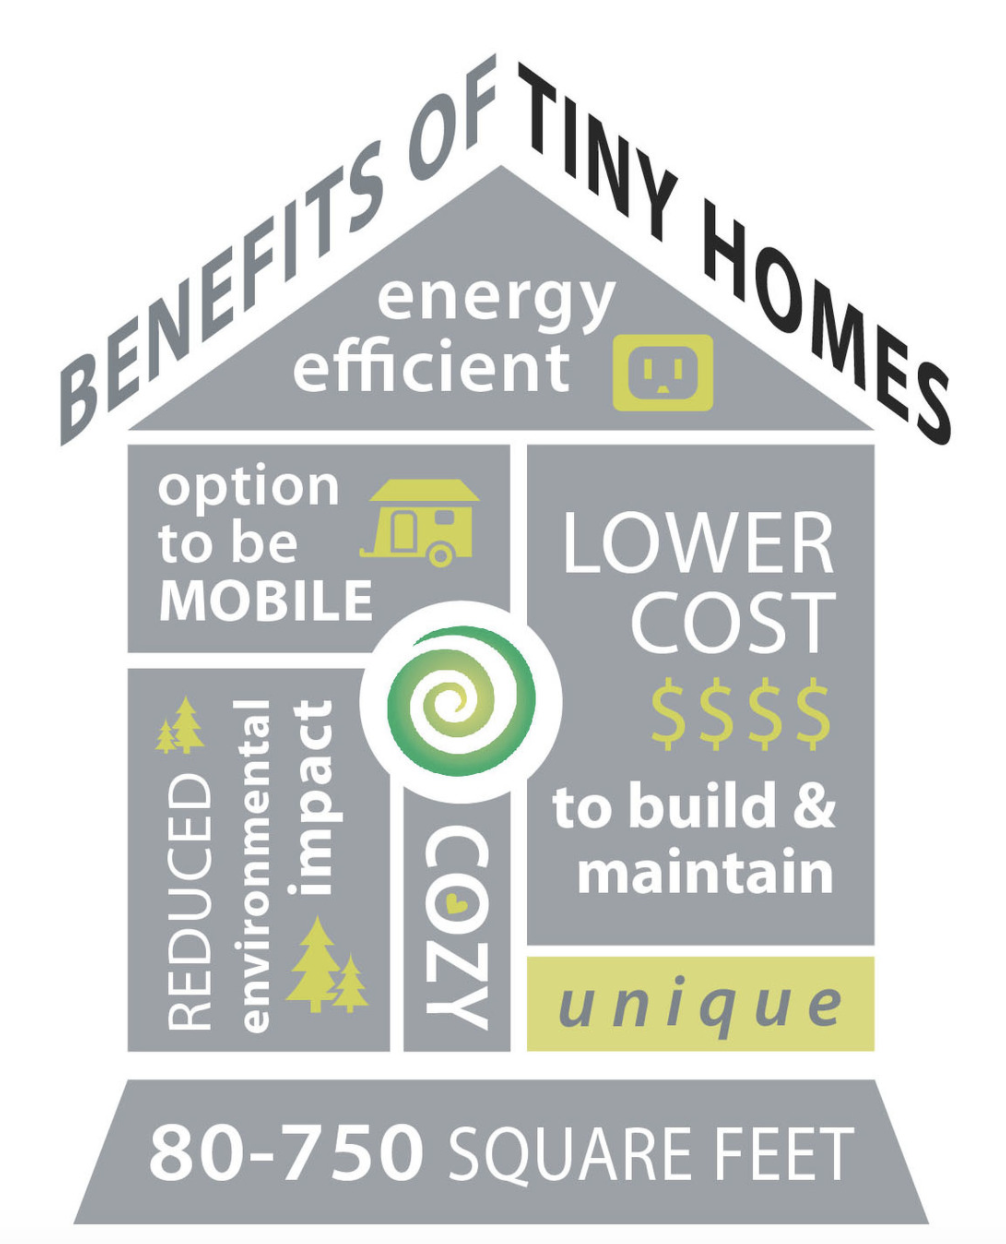 BENEFITS OF TINY HOMES
energy
efficient
option
to be
MOBILE
LOWER
COST
$$$$
to build &
maintain
REDUCED
environmental
impact
COZY
unique
80-750 SQUARE FEET